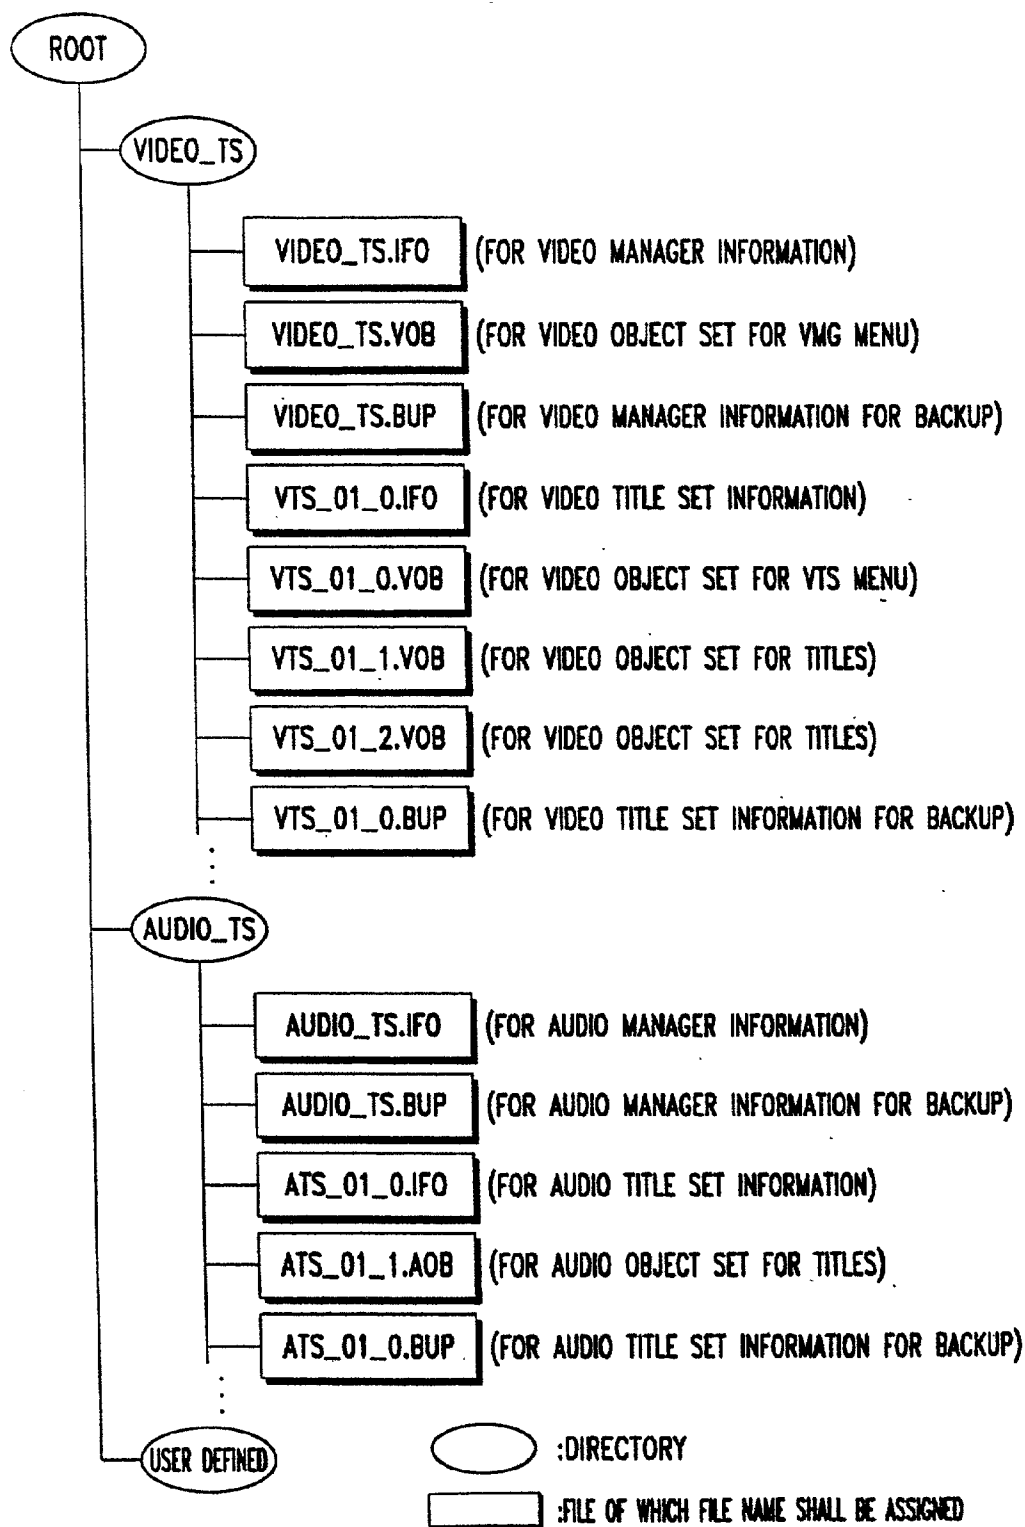 ROOT
VIDEO_TS
VIDEO_TS.IFO (FOR VIDEO MANAGER INFORMATION)
VIDEO_TS.VOB (FOR VIDEO OBJECT SET FOR VMG MENU)
VIDEO_TS.BUP (FOR VIDEO MANAGER INFORMATION FOR BACKUP)
VTS_01_0.IFO (FOR VIDEO TITLE SET INFORMATION)
VTS_01_0.VOB (FOR VIDEO OBJECT SET FOR VTS MENU)
VTS_01_1.VOB (FOR VIDEO OBJECT SET FOR TITLES)
VTS_01_2.VOB (FOR VIDEO OBJECT SET FOR TITLES)
VTS_01_0.BUP (FOR VIDEO TITLE SET INFORMATION FOR BACKUP)
AUDIO_TS
AUDIO_TS.IFO (FOR AUDIO MANAGER INFORMATION)
AUDIO_TS.BUP (FOR AUDIO MANAGER INFORMATION FOR BACKUP)
ATS_01_0.IFO (FOR AUDIO TITLE SET INFORMATION)
ATS_01_1.AOB (FOR AUDIO OBJECT SET FOR TITLES)
ATS_01_0.BUP (FOR AUDIO TITLE SET INFORMATION FOR BACKUP)
USER DEFINED
:DIRECTORY
:FILE OF WHICH FILE NAME SHALL BE ASSIGNED